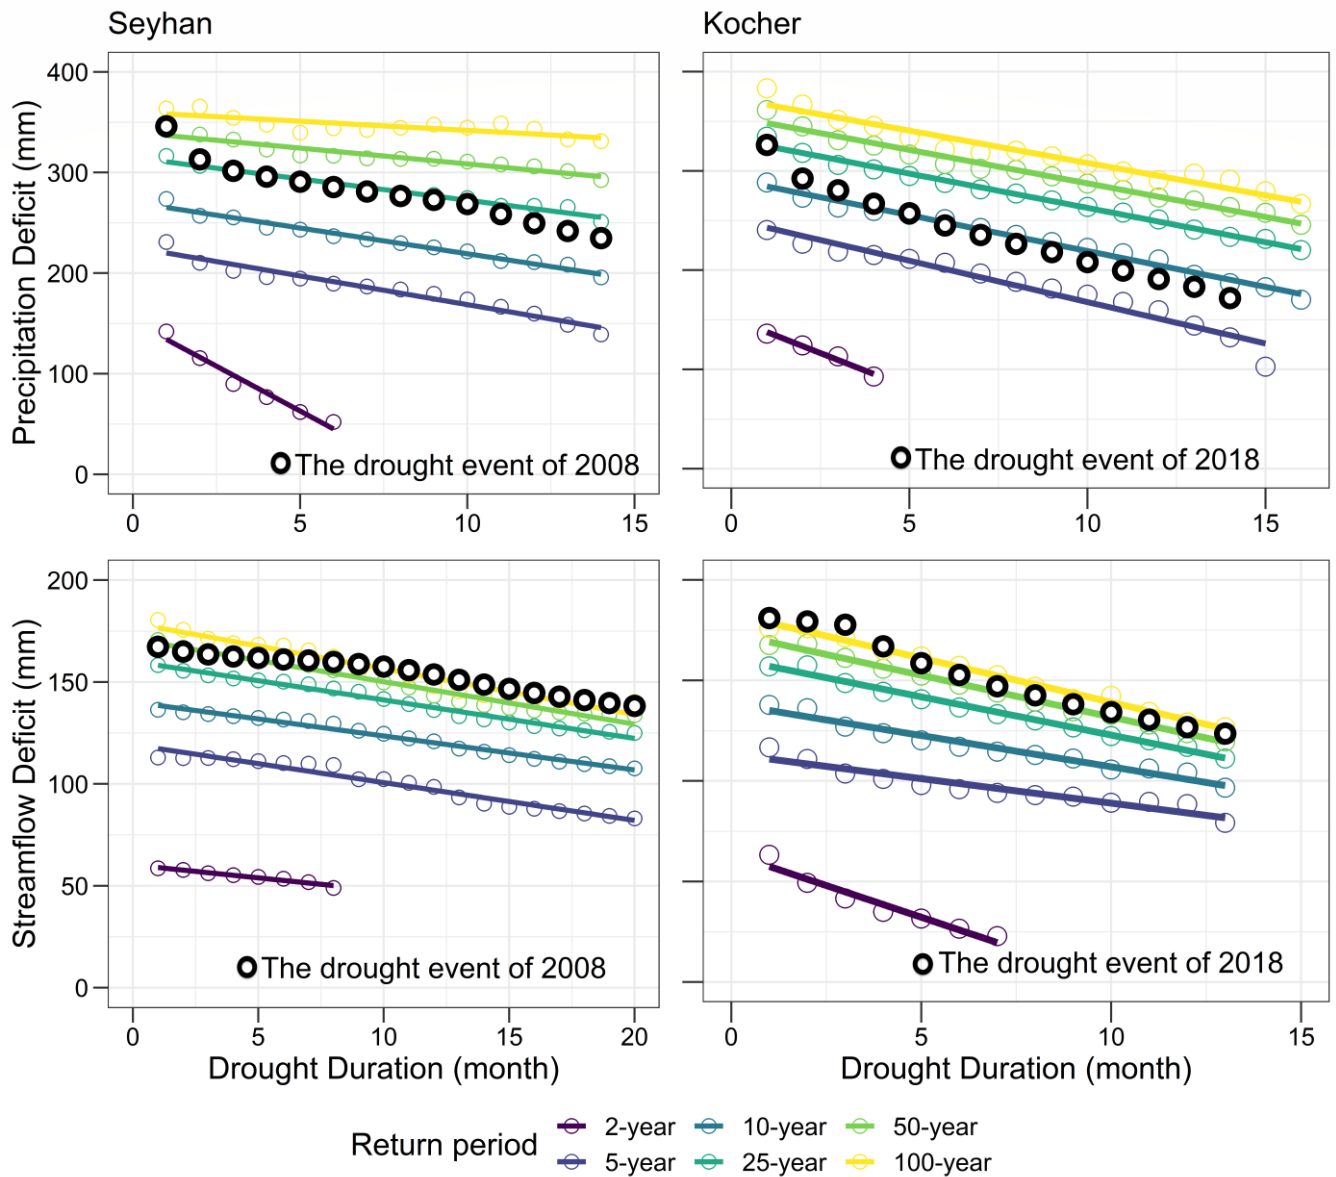 Seyhan
Kocher
Precipitation Deficit (mm)
400
300
200
100
0
The drought event of 2008
0 5 10 15
The drought event of 2018
0 5 10 15
Streamflow Deficit (mm)
200
150
100
50
0
The drought event of 2008
0 5 10 15 20
Drought Duration (month)
The drought event of 2018
0 5 10 15
Drought Duration (month)
Return period
2-year 10-year 50-year
5-year 25-year 100-year